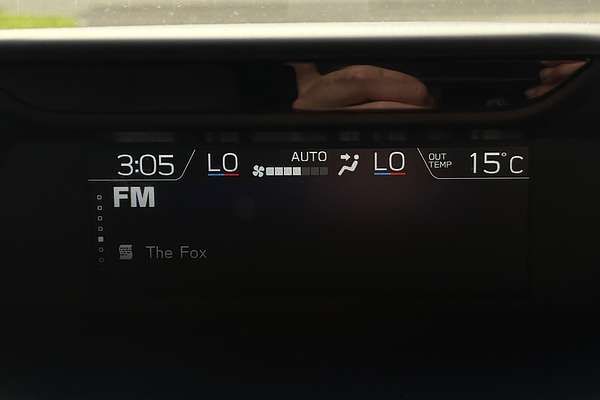 3:05 LO AUTO LO OUT TEMP 15°C
FM
The Fox